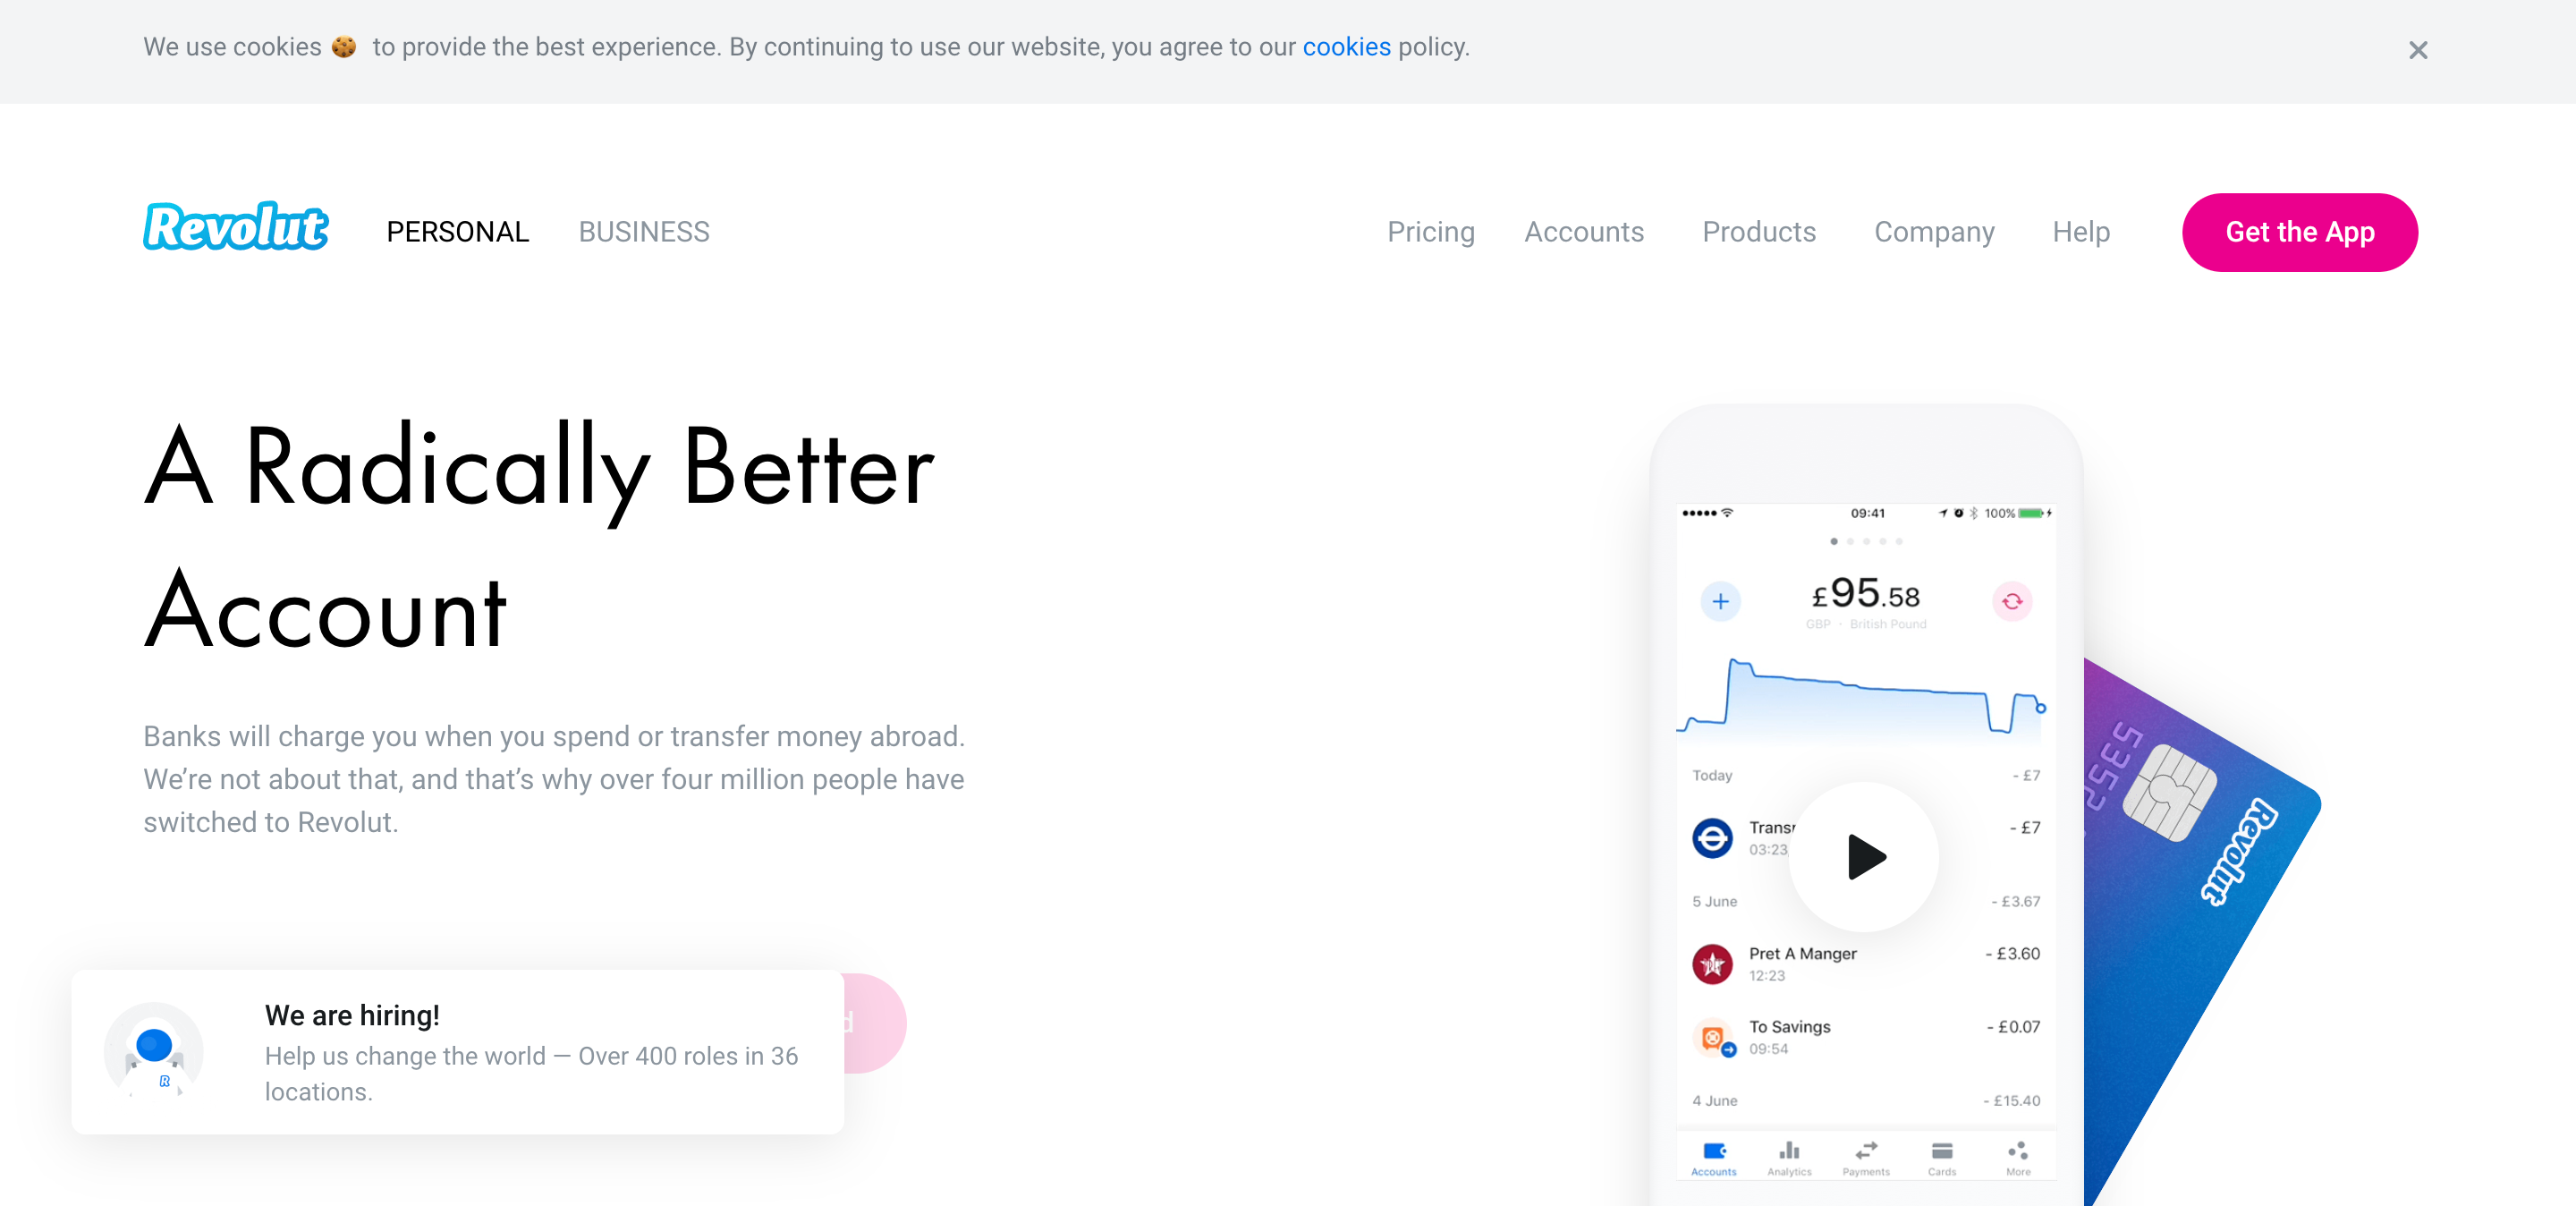 We use cookies 🍪 to provide the best experience. By continuing to use our website, you agree to our cookies policy.
Revolut PERSONAL BUSINESS Pricing Accounts Products Company Help Get the App
A Radically Better
Account
Banks will charge you when you spend or transfer money abroad.
We’re not about that, and that’s why over four million people have
switched to Revolut.
We are hiring!
Help us change the world — Over 400 roles in 36
locations.
09:41 100%
£95.58
GBP · British Pound
Today - £7
- £7
03:23
5 June - £3.67
Pret A Manger - £3.60
12:23
To Savings - £0.07
09:54
4 June - £15.40
Accounts Analytics Payments Cards More
5352
Revolut